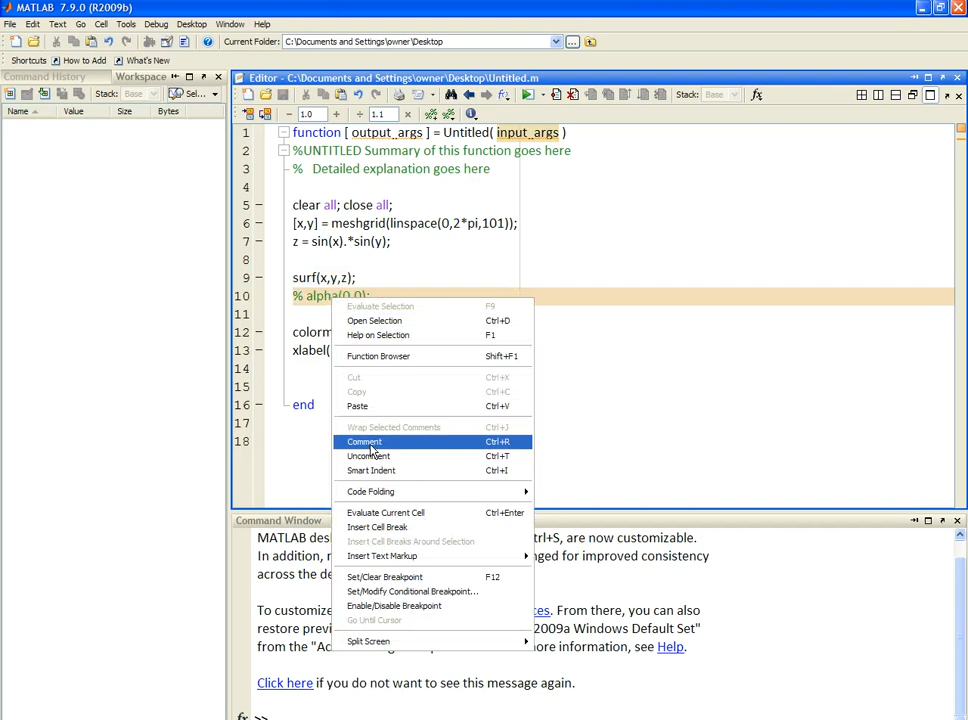 MATLAB 7.9.0 (R2009b)
File Edit Text Go Cell Tools Debug Desktop Window Help
Current Folder: C:\Documents and Settings\owner\Desktop
Shortcuts How to Add What's New
Command History Workspace
Stack: Base Sel...
Name Value Size Bytes
Editor - C:\Documents and Settings\owner\Desktop\Untitled.m
Stack: Base fx
1.0 1.1
1 function [ output_args ] = Untitled( input_args )
2 %UNTITLED Summary of this function goes here
3 % Detailed explanation goes here
4
5 clear all; close all;
6 [x,y] = meshgrid(linspace(0,2*pi,101));
7 z = sin(x).*sin(y);
8
9 surf(x,y,z);
10 % alpha(0.0);
11
12 colorm
13 xlabel(
14
15
16 end
17
18
Evaluate Selection F9
Open Selection Ctrl+D
Help on Selection F1
Function Browser Shift+F1
Cut Ctrl+X
Copy Ctrl+C
Paste Ctrl+V
Wrap Selected Comments Ctrl+J
Comment Ctrl+R
Uncomment Ctrl+T
Smart Indent Ctrl+I
Code Folding
Evaluate Current Cell Ctrl+Enter
Insert Cell Break
Insert Cell Breaks Around Selection
Insert Text Markup
Set/Clear Breakpoint F12
Set/Modify Conditional Breakpoint...
Enable/Disable Breakpoint
Go Until Cursor
Split Screen
Command Window
MATLAB des trl+S, are now customizable.
In addition, nged for improved consistency
across the de
To customize ces. From there, you can also
restore previ 2009a Windows Default Set"
from the "Ac ore information, see Help.
Click here if you do not want to see this message again.
fx >>